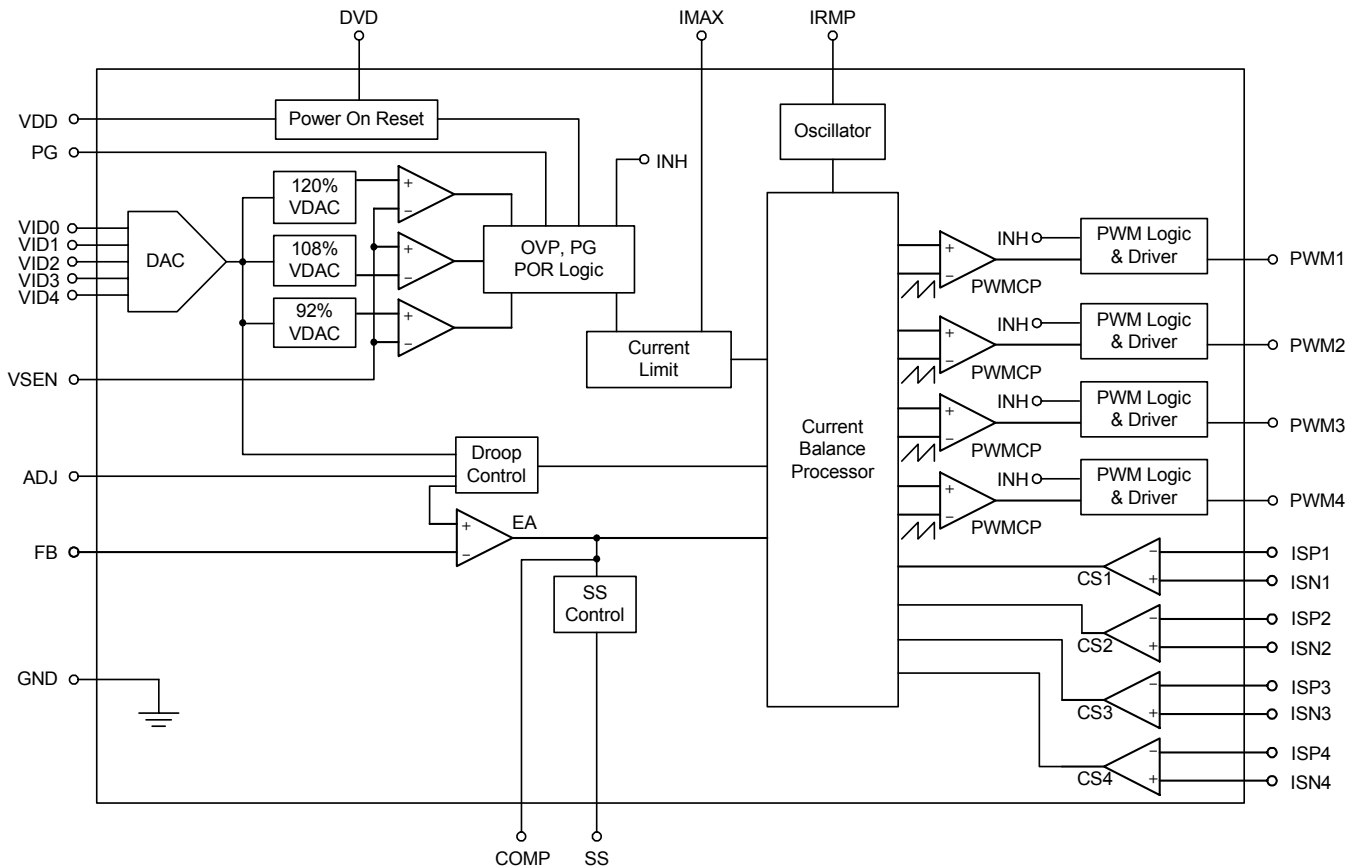 DVD
IMAX
IRMP
VDD
Power On Reset
Oscillator
PG
INH
120%
VDAC
+
−
VID0
VID1
VID2
VID3
VID4
DAC
108%
VDAC
+
−
OVP, PG
POR Logic
92%
VDAC
+
−
Current
Limit
VSEN
Current
Balance
Processor
+
−
PWMCP
INH
PWM Logic
& Driver
PWM1
+
−
PWMCP
INH
PWM Logic
& Driver
PWM2
+
−
PWMCP
INH
PWM Logic
& Driver
PWM3
+
−
PWMCP
INH
PWM Logic
& Driver
PWM4
ADJ
Droop
Control
+
−
EA
FB
SS
Control
CS1
−
+
ISP1
ISN1
CS2
−
+
ISP2
ISN2
CS3
−
+
ISP3
ISN3
CS4
−
+
ISP4
ISN4
GND
COMP
SS